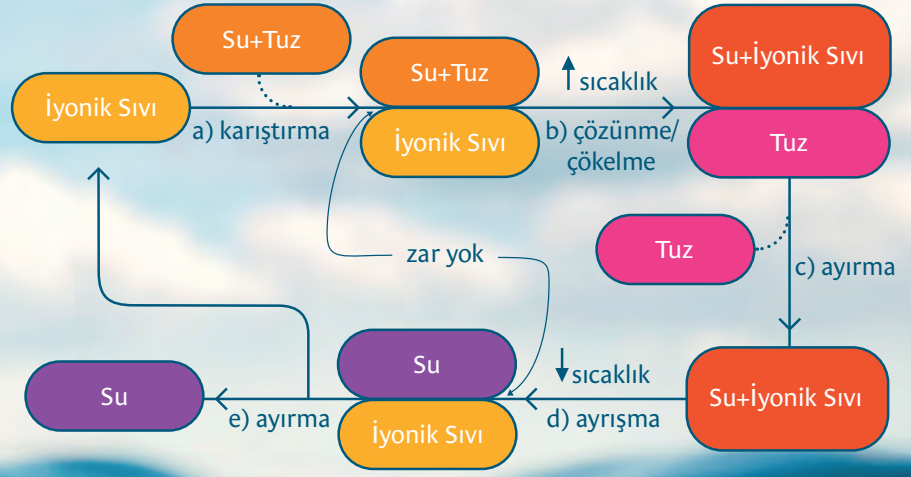 Su+Tuz
İyonik Sıvı
a) karıştırma
Su+Tuz
İyonik Sıvı
sıcaklık
b) çözünme/
çökelme
Su+İyonik Sıvı
Tuz
zar yok
Tuz
c) ayırma
Su+İyonik Sıvı
sıcaklık
d) ayrışma
Su
İyonik Sıvı
e) ayırma
Su